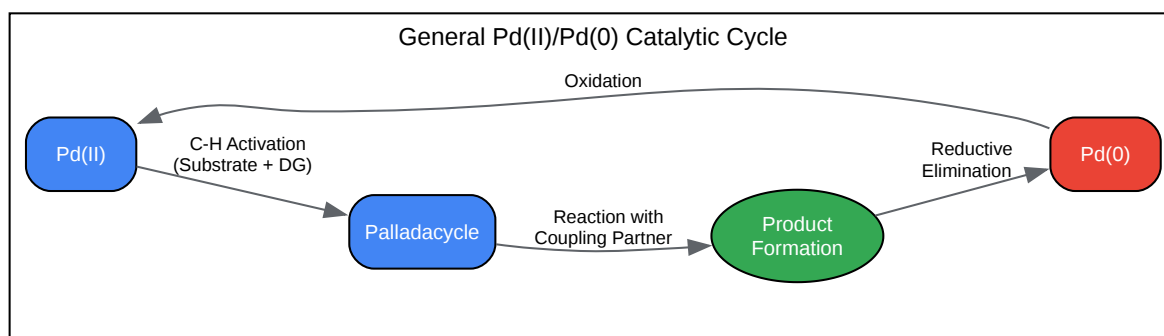 General Pd(II)/Pd(0) Catalytic Cycle
Oxidation
Pd(II)
C-H Activation
(Substrate + DG)
Palladacycle
Reaction with
Coupling Partner
Product
Formation
Reductive
Elimination
Pd(0)